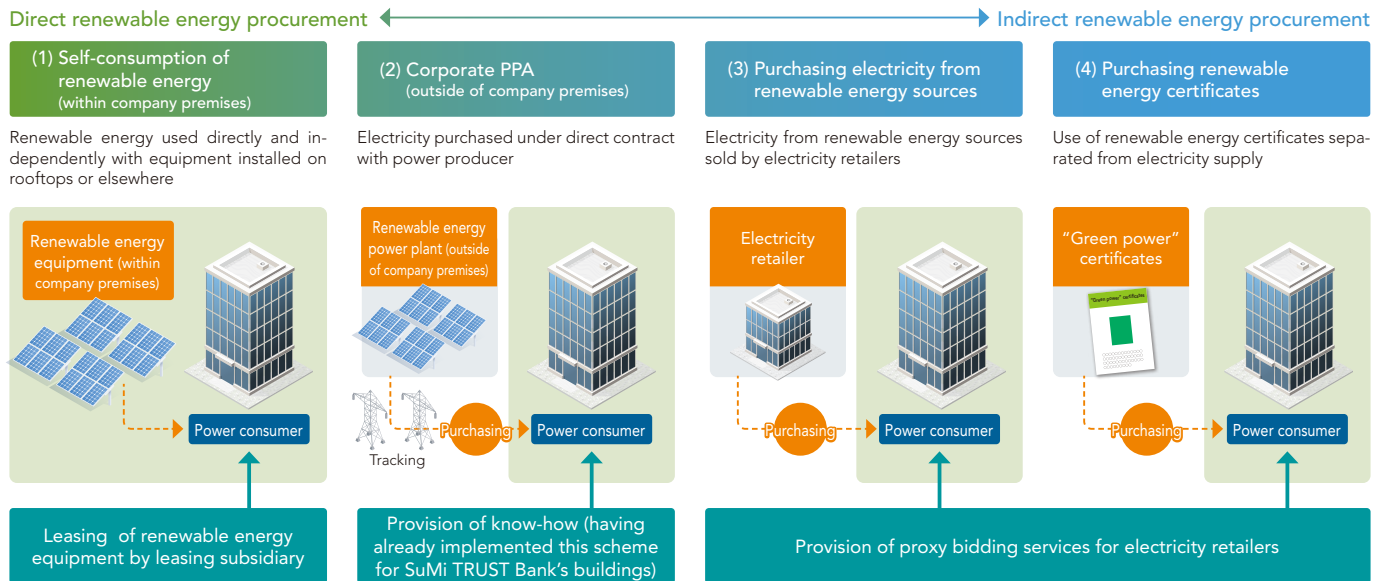 Direct renewable energy procurement
Indirect renewable energy procurement
(1) Self-consumption of
renewable energy
(within company premises)
Renewable energy used directly and in-
dependently with equipment installed on
rooftops or elsewhere
Renewable energy
equipment (within
company premises)
Power consumer
Leasing of renewable energy
equipment by leasing subsidiary
(2) Corporate PPA
(outside of company premises)
Electricity purchased under direct contract
with power producer
Renewable energy
power plant (outside
of company premises)
Tracking
Purchasing
Power consumer
Provision of know-how (having
already implemented this scheme
for SuMi TRUST Bank's buildings)
(3) Purchasing electricity from
renewable energy sources
Electricity from renewable energy sources
sold by electricity retailers
Electricity
retailer
Purchasing
Power consumer
(4) Purchasing renewable
energy certificates
Use of renewable energy certificates sepa-
rated from electricity supply
“Green power”
certificates
"Green power" certificates
Purchasing
Power consumer
Provision of proxy bidding services for electricity retailers